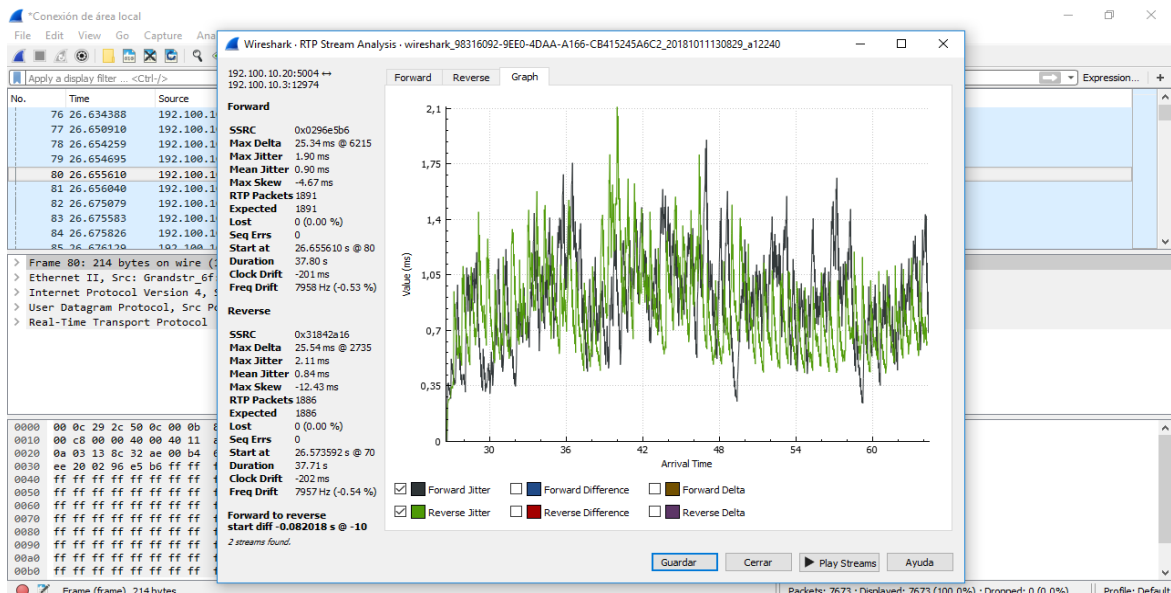 *Conexión de área local
File Edit View Go Capture Ana
Apply a display filter ... <Ctrl-/>
Expression... +
No. Time Source
76 26.634388 192.100.1
77 26.650910 192.100.1
78 26.654259 192.100.1
79 26.654695 192.100.1
80 26.655610 192.100.1
81 26.656040 192.100.1
82 26.675079 192.100.1
83 26.675583 192.100.1
84 26.675826 192.100.1
85 26.676129 192.100.1
> Frame 80: 214 bytes on wire (
> Ethernet II, Src: Grandstr_6f
> Internet Protocol Version 4, S
> User Datagram Protocol, Src Po
> Real-Time Transport Protocol
0000 00 0c 29 2c 50 0c 00 0b
0010 00 c8 00 00 40 00 40 11
0020 0a 03 13 8c 32 ae 00 b4
0030 ee 20 02 96 e5 b6 ff ff
0040 ff ff ff ff ff ff ff ff
0050 ff ff ff ff ff ff ff ff
0060 ff ff ff ff ff ff ff ff
0070 ff ff ff ff ff ff ff ff
0080 ff ff ff ff ff ff ff ff
0090 ff ff ff ff ff ff ff ff
00a0 ff ff ff ff ff ff ff ff
00b0 ff ff ff ff ff ff ff ff
Frame (frame), 214 bytes
Packets: 7673 · Displayed: 7673 (100.0%) · Dropped: 0 (0.0%)
Profile: Default
Wireshark · RTP Stream Analysis · wireshark_98316092-9EE0-4DAA-A166-CB415245A6C2_20181011130829_a12240
192.100.10.20:5004 ↔
192.100.10.3:12974
Forward
SSRC 0x0296e5b6
Max Delta 25.34 ms @ 6215
Max Jitter 1.90 ms
Mean Jitter 0.90 ms
Max Skew -4.67 ms
RTP Packets 1891
Expected 1891
Lost 0 (0.00 %)
Seq Errs 0
Start at 26.655610 s @ 80
Duration 37.80 s
Clock Drift -201 ms
Freq Drift 7958 Hz (-0.53 %)
Reverse
SSRC 0x31842a16
Max Delta 25.54 ms @ 2735
Max Jitter 2.11 ms
Mean Jitter 0.84 ms
Max Skew -12.43 ms
RTP Packets 1886
Expected 1886
Lost 0 (0.00 %)
Seq Errs 0
Start at 26.573592 s @ 70
Duration 37.71 s
Clock Drift -202 ms
Freq Drift 7957 Hz (-0.54 %)
Forward to reverse
start diff -0.082018 s @ -10
2 streams found.
Forward Reverse Graph
2,1
1,75
1,4
1,05
0,7
0,35
0
Value (ms)
30 36 42 48 54 60
Arrival Time
Forward Jitter Forward Difference Forward Delta
Reverse Jitter Reverse Difference Reverse Delta
Guardar Cerrar Play Streams Ayuda